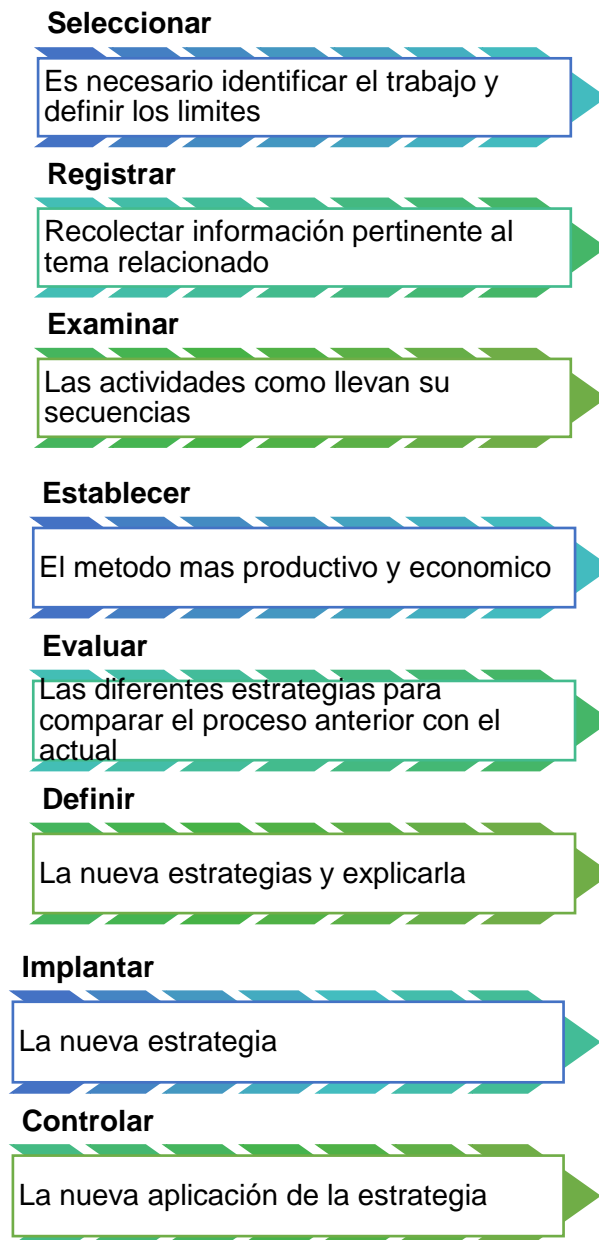 Seleccionar
Es necesario identificar el trabajo y
definir los limites
Registrar
Recolectar información pertinente al
tema relacionado
Examinar
Las actividades como llevan su
secuencias
Establecer
El metodo mas productivo y economico
Evaluar
Las diferentes estrategias para
comparar el proceso anterior con el
actual
Definir
La nueva estrategias y explicarla
Implantar
La nueva estrategia
Controlar
La nueva aplicación de la estrategia